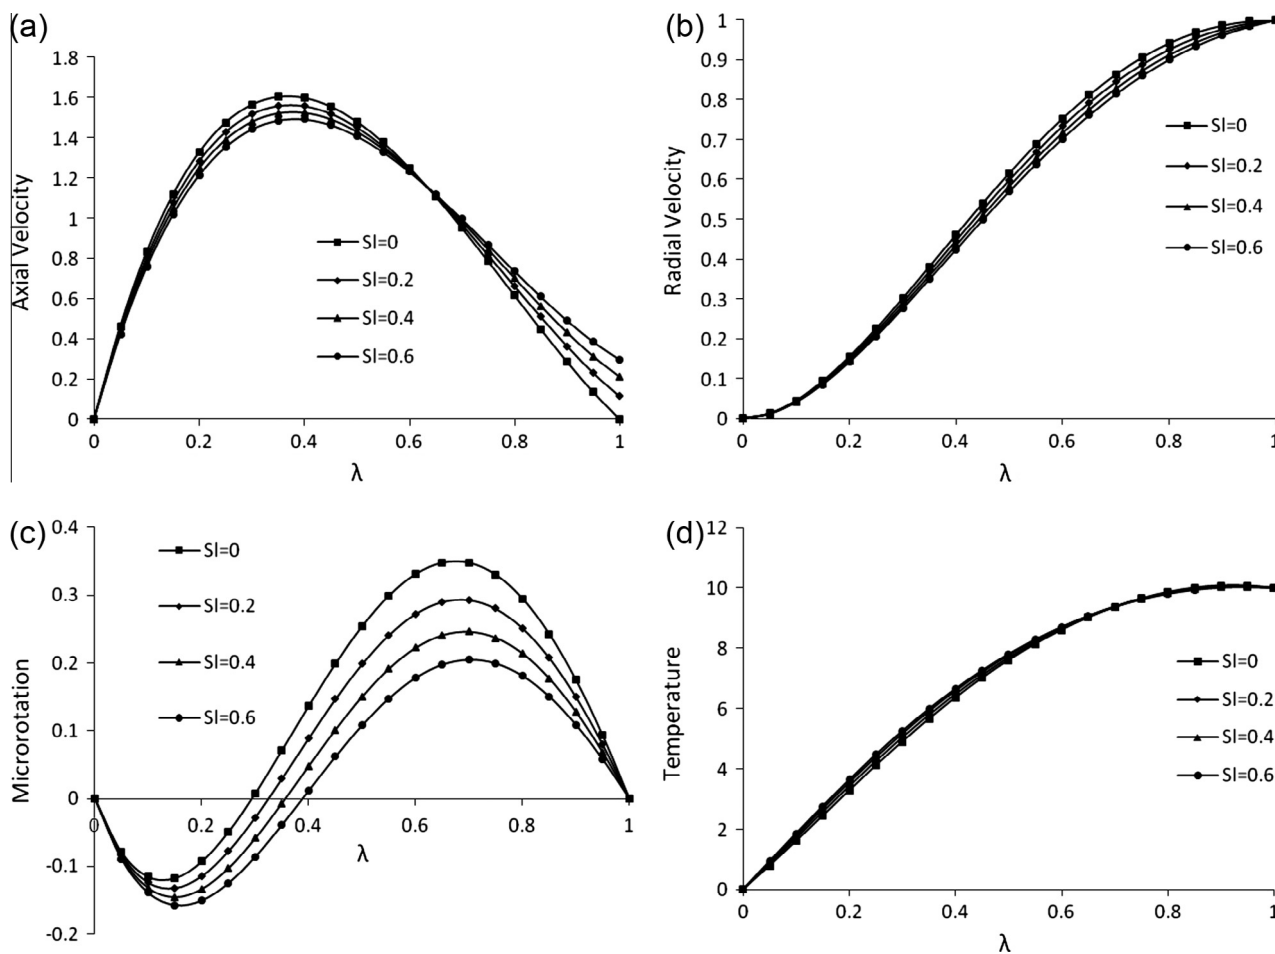 (a)
1.8
1.6
1.4
1.2
1
0.8
0.6
0.4
0.2
0
Axial Velocity
0 0.2 0.4 0.6 0.8 1
λ
Sl=0
Sl=0.2
Sl=0.4
Sl=0.6
(b)
1
0.9
0.8
0.7
0.6
0.5
0.4
0.3
0.2
0.1
0
Radial Velocity
0 0.2 0.4 0.6 0.8 1
λ
Sl=0
Sl=0.2
Sl=0.4
Sl=0.6
(c)
0.4
0.3
0.2
0.1
0
-0.1
-0.2
Microrotation
0 0.2 0.4 0.6 0.8 1
λ
Sl=0
Sl=0.2
Sl=0.4
Sl=0.6
(d)
12
10
8
6
4
2
0
Temperature
0 0.2 0.4 0.6 0.8 1
λ
Sl=0
Sl=0.2
Sl=0.4
Sl=0.6